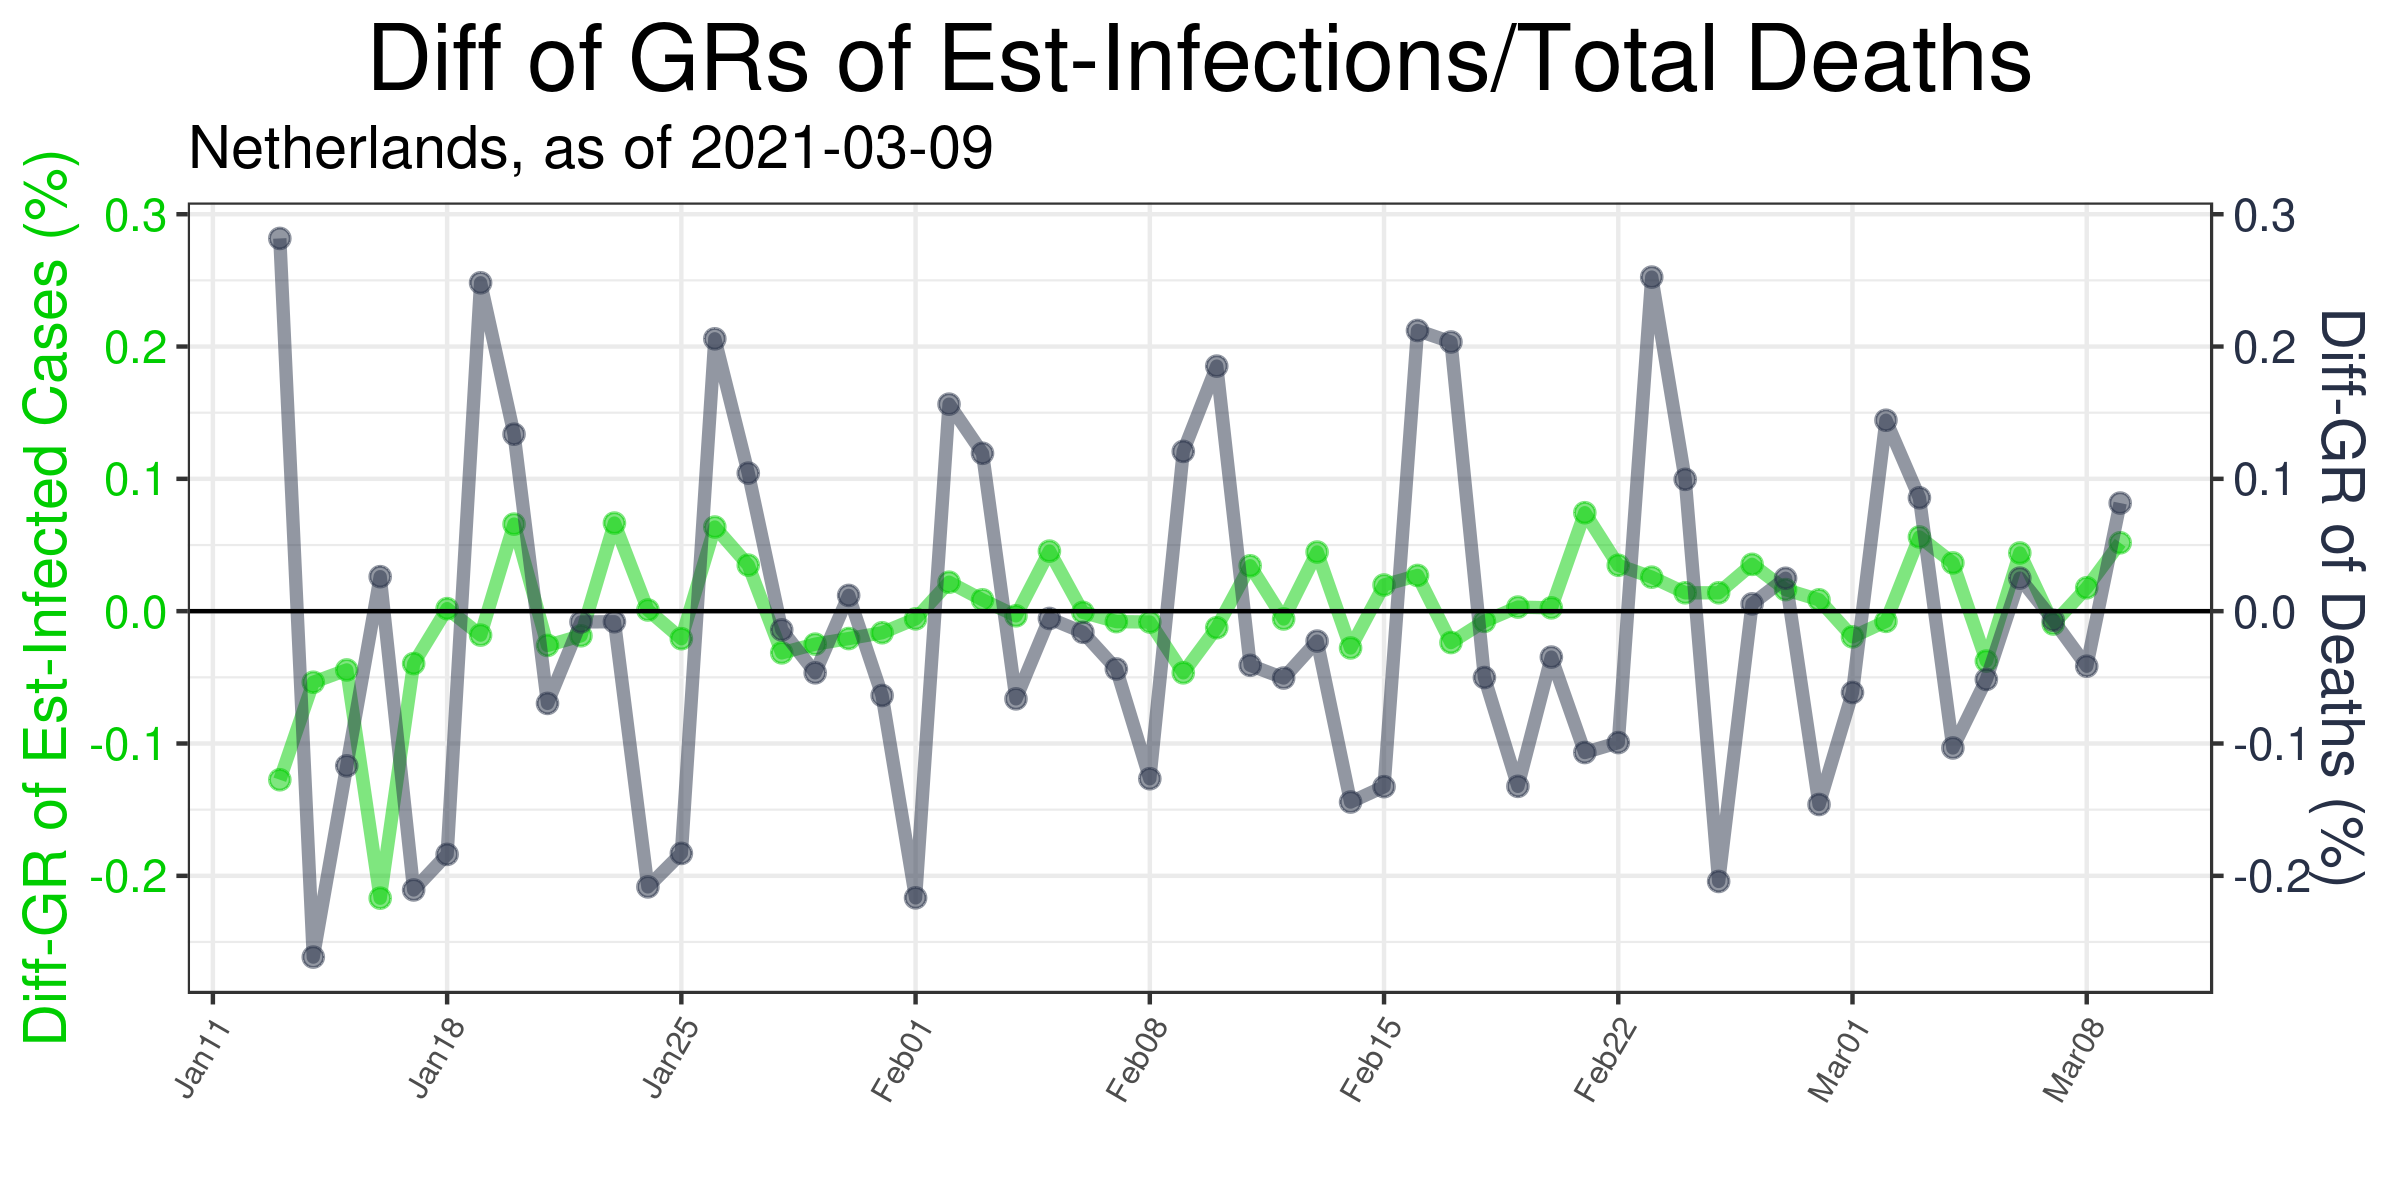 Diff of GRs of Est-Infections/Total Deaths
Netherlands, as of 2021-03-09
Diff-GR of Est-Infected Cases (%)
0.3
0.2
0.1
0.0
-0.1
-0.2
0.3
0.2
0.1
0.0
-0.1
-0.2
Diff-GR of Deaths (%)
Jan11
Jan18
Jan25
Feb01
Feb08
Feb15
Feb22
Mar01
Mar08